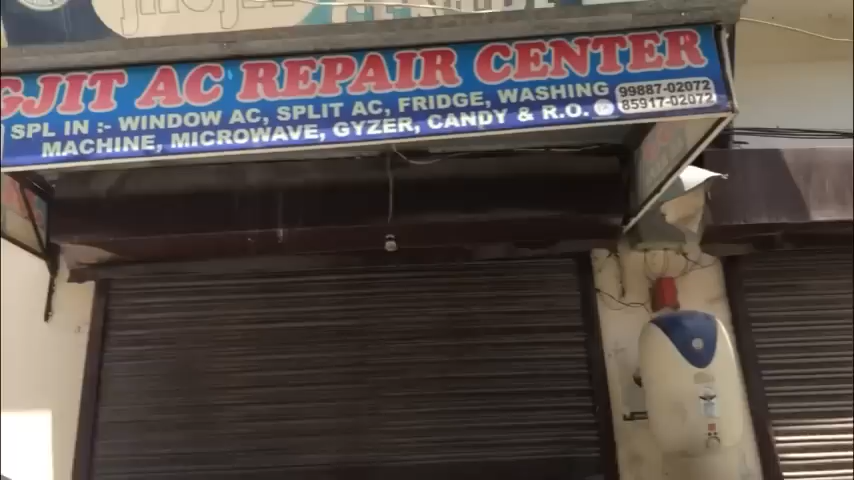 GJIT AC REPAIR CENTER
SPL IN :- WINDOW AC, SPLIT AC, FRIDGE, WASHING
MACHINE, MICROWAVE, GYZER, CANDY & R.O.
99887-02072
85917-02072